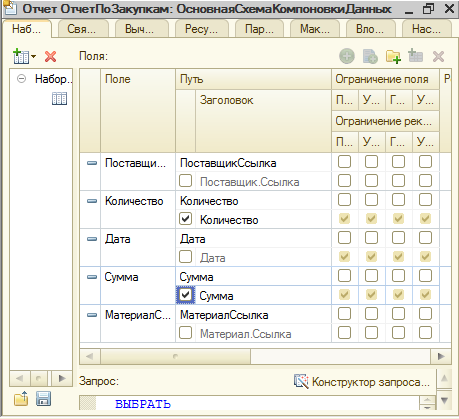 Отчет ОтчетПоЗакупкам: ОсновнаяСхемаКомпоновкиДанных
Наб... Свя... Выч... Ресу... Пар... Мак... Вло... Нас...
Поля:
Набор...
Поле Путь Ограничение поля Р
Заголовок П... У... Г... У...
Ограничение рек...
П... У... Г... У...
Поставщи... ПоставщикСсылка
Поставщик.Ссылка
Количество Количество
Количество
Дата Дата
Дата
Сумма Сумма
Сумма
МатериалС... МатериалСсылка
Материал.Ссылка
Запрос: Конструктор запроса...
ВЫБРАТЬ